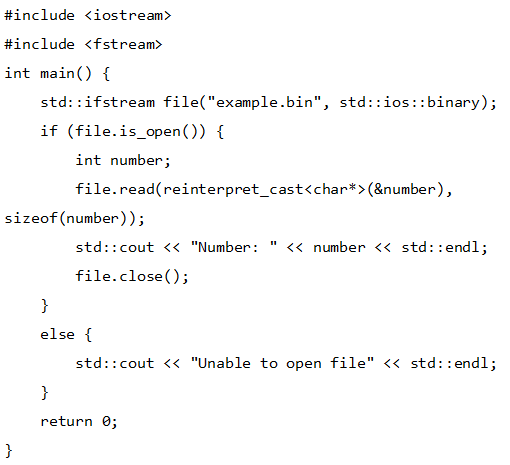 #include <iostream>
#include <fstream>
int main() {
    std::ifstream file("example.bin", std::ios::binary);
    if (file.is_open()) {
        int number;
        file.read(reinterpret_cast<char*>(&number),
sizeof(number));
        std::cout << "Number: " << number << std::endl;
        file.close();
    }
    else {
        std::cout << "Unable to open file" << std::endl;
    }
    return 0;
}